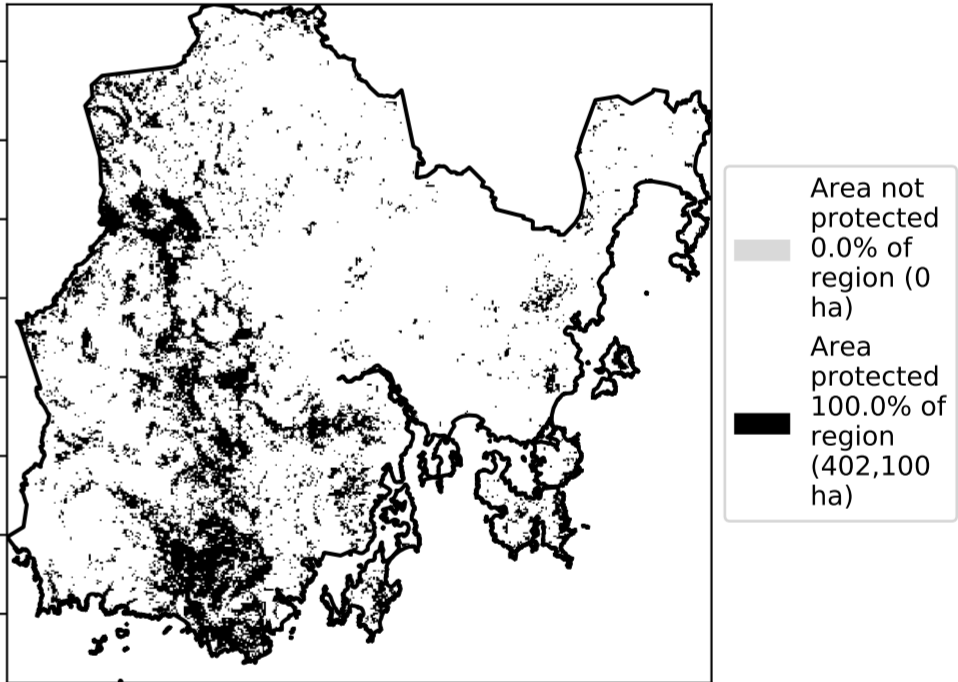 Area not
protected
0.0% of
region (0
ha)
Area
protected
100.0% of
region
(402,100
ha)